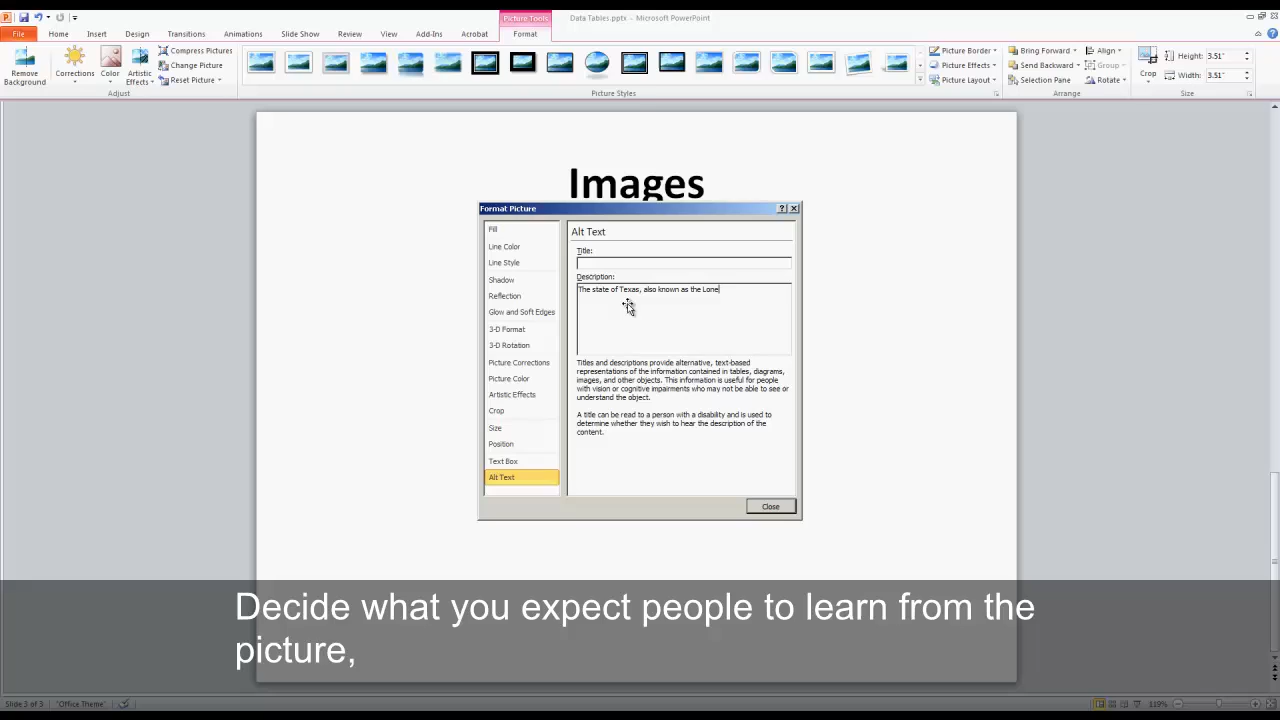 Picture Tools
Data Tables.pptx - Microsoft PowerPoint
File
Home
Insert
Design
Transitions
Animations
Slide Show
Review
View
Add-Ins
Acrobat
Format
Remove
Background
Corrections
Color
Artistic
Effects
Compress Pictures
Change Picture
Reset Picture
Adjust
Picture Styles
Picture Border
Picture Effects
Picture Layout
Bring Forward
Send Backward
Selection Pane
Align
Group
Rotate
Arrange
Crop
Height: 3.51"
Width: 3.51"
Size
Images
Format Picture
Fill
Line Color
Line Style
Shadow
Reflection
Glow and Soft Edges
3-D Format
3-D Rotation
Picture Corrections
Picture Color
Artistic Effects
Crop
Size
Position
Text Box
Alt Text
Alt Text
Title:
Description:
The state of Texas, also known as the Lone
Titles and descriptions provide alternative, text-based
representations of the information contained in tables, diagrams,
images, and other objects. This information is useful for people
with vision or cognitive impairments who may not be able to see or
understand the object.
A title can be read to a person with a disability and is used to
determine whether they wish to hear the description of the
content.
Close
Decide what you expect people to learn from the
picture,
Slide 3 of 3
"Office Theme"
119%